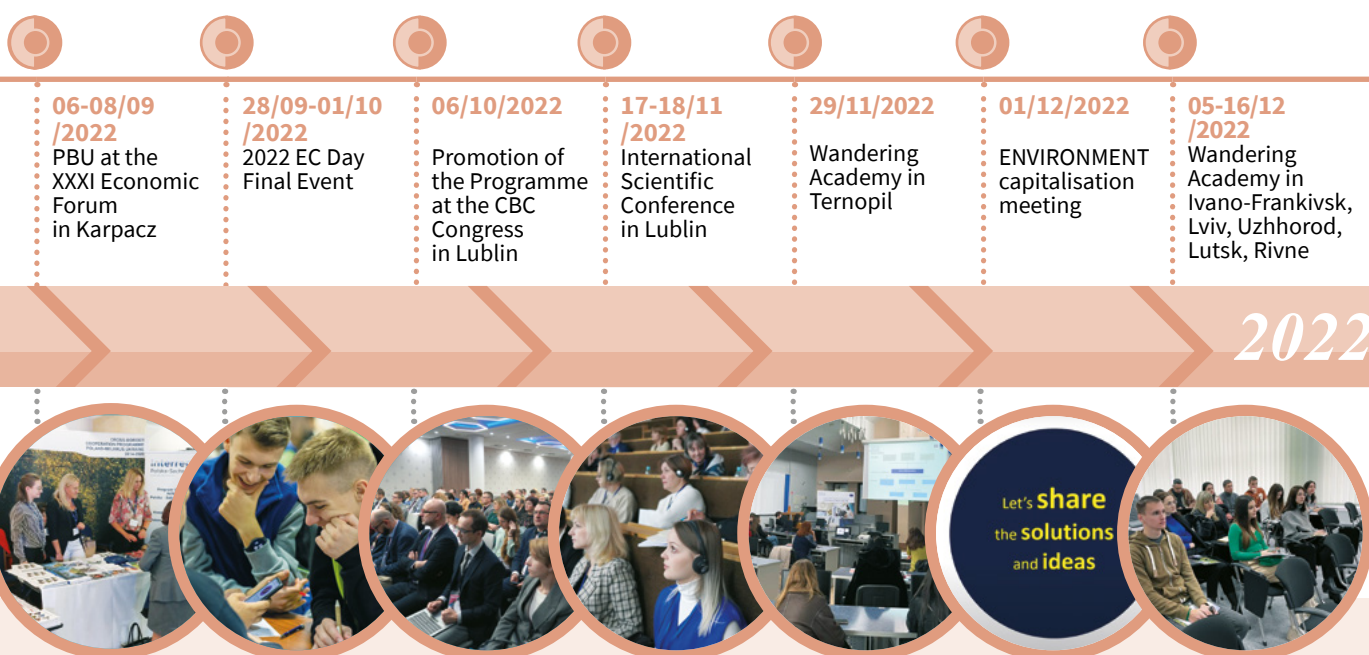 06-08/09
/2022
PBU at the
XXXI Economic
Forum
in Karpacz
28/09-01/10
/2022
2022 EC Day
Final Event
06/10/2022
Promotion of
the Programme
at the CBC
Congress
in Lublin
17-18/11
/2022
International
Scientific
Conference
in Lublin
29/11/2022
Wandering
Academy in
Ternopil
01/12/2022
ENVIRONMENT
capitalisation
meeting
05-16/12
/2022
Wandering
Academy in
Ivano-Frankivsk,
Lviv, Uzhhorod,
Lutsk, Rivne
2022
Let's share
the solutions
and ideas